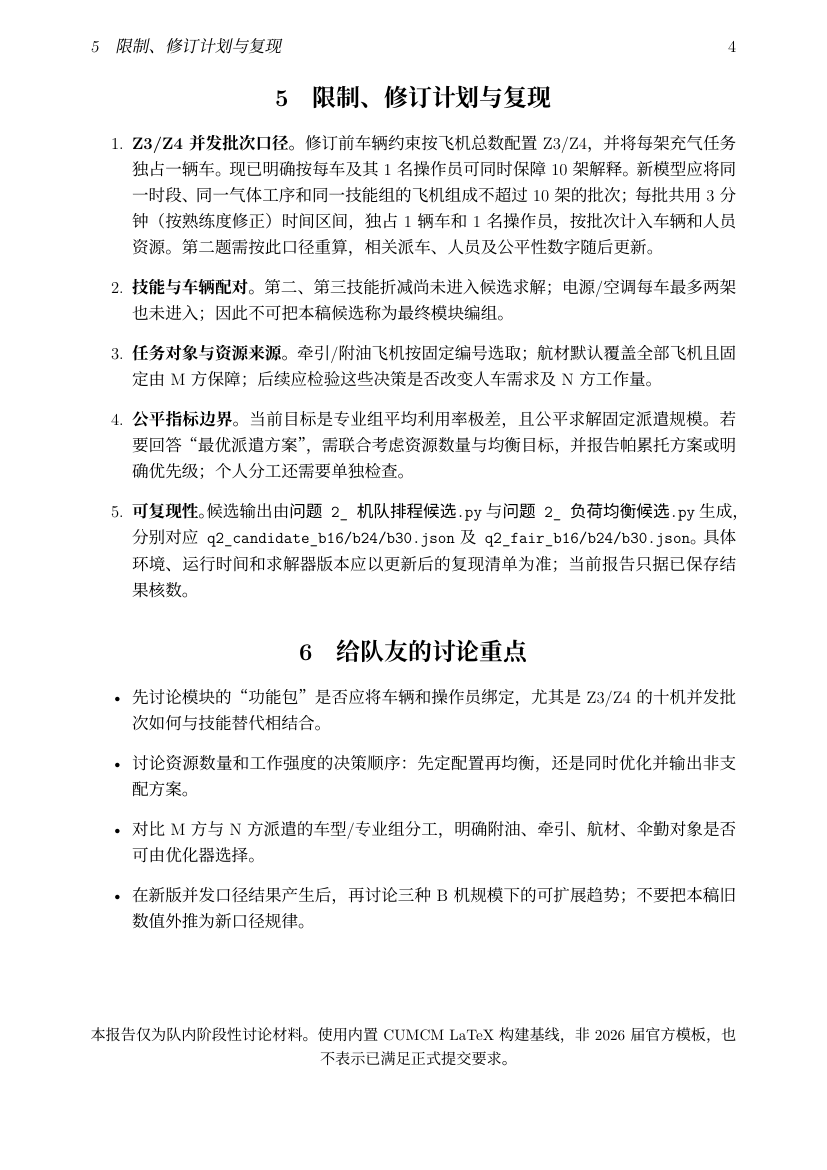 5 限制、修订计划与复现 4
5 限制、修订计划与复现
1. Z3/Z4 并发批次口径。修订前车辆约束按飞机总数配置 Z3/Z4，并将每架充气任务
独占一辆车。现已明确按每车及其 1 名操作员可同时保障 10 架解释。新模型应将同
一时段、同一气体工序和同一技能组的飞机组成不超过 10 架的批次；每批共用 3 分
钟（按熟练度修正）时间区间，独占 1 辆车和 1 名操作员，按批次计入车辆和人员
资源。第二题需按此口径重算，相关派车、人员及公平性数字随后更新。
2. 技能与车辆配对。第二、第三技能折减尚未进入候选求解；电源/空调每车最多两架
也未进入；因此不可把本稿候选称为最终模块编组。
3. 任务对象与资源来源。牵引/附油飞机按固定编号选取；航材默认覆盖全部飞机且固
定由 M 方保障；后续应检验这些决策是否改变人车需求及 N 方工作量。
4. 公平指标边界。当前目标是专业组平均利用率极差，且公平求解固定派遣规模。若
要回答“最优派遣方案”，需联合考虑资源数量与均衡目标，并报告帕累托方案或明
确优先级；个人分工还需要单独检查。
5. 可复现性。候选输出由问题 2_ 机队排程候选.py 与问题 2_ 负荷均衡候选.py 生成，
分别对应 q2_candidate_b16/b24/b30.json 及 q2_fair_b16/b24/b30.json。具体
环境、运行时间和求解器版本应以更新后的复现清单为准；当前报告只据已保存结
果核数。
6 给队友的讨论重点
• 先讨论模块的“功能包”是否应将车辆和操作员绑定，尤其是 Z3/Z4 的十机并发批
次如何与技能替代相结合。
• 讨论资源数量和工作强度的决策顺序：先定配置再均衡，还是同时优化并输出非支
配方案。
• 对比 M 方与 N 方派遣的车型/专业组分工，明确附油、牵引、航材、伞勤对象是否
可由优化器选择。
• 在新版并发口径结果产生后，再讨论三种 B 机规模下的可扩展趋势；不要把本稿旧
数值外推为新口径规律。
本报告仅为队内阶段性讨论材料。使用内置 CUMCM LaTeX 构建基线，非 2026 届官方模板，也
不表示已满足正式提交要求。